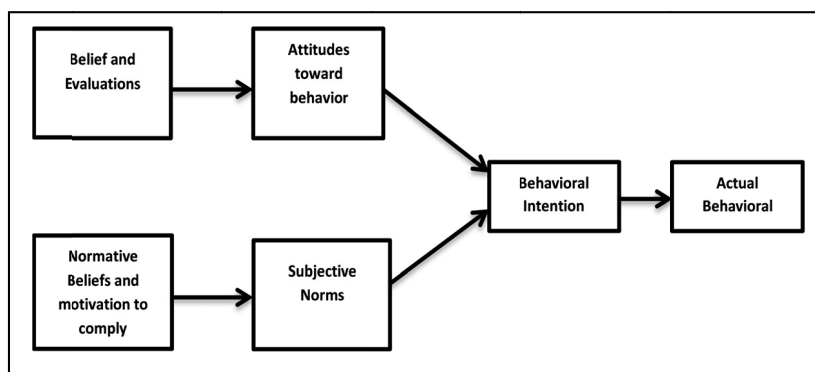 Belief and
Evaluations
Attitudes
toward
behavior
Behavioral
Intention
Actual
Behavioral
Normative
Beliefs and
motivation to
comply
Subjective
Norms